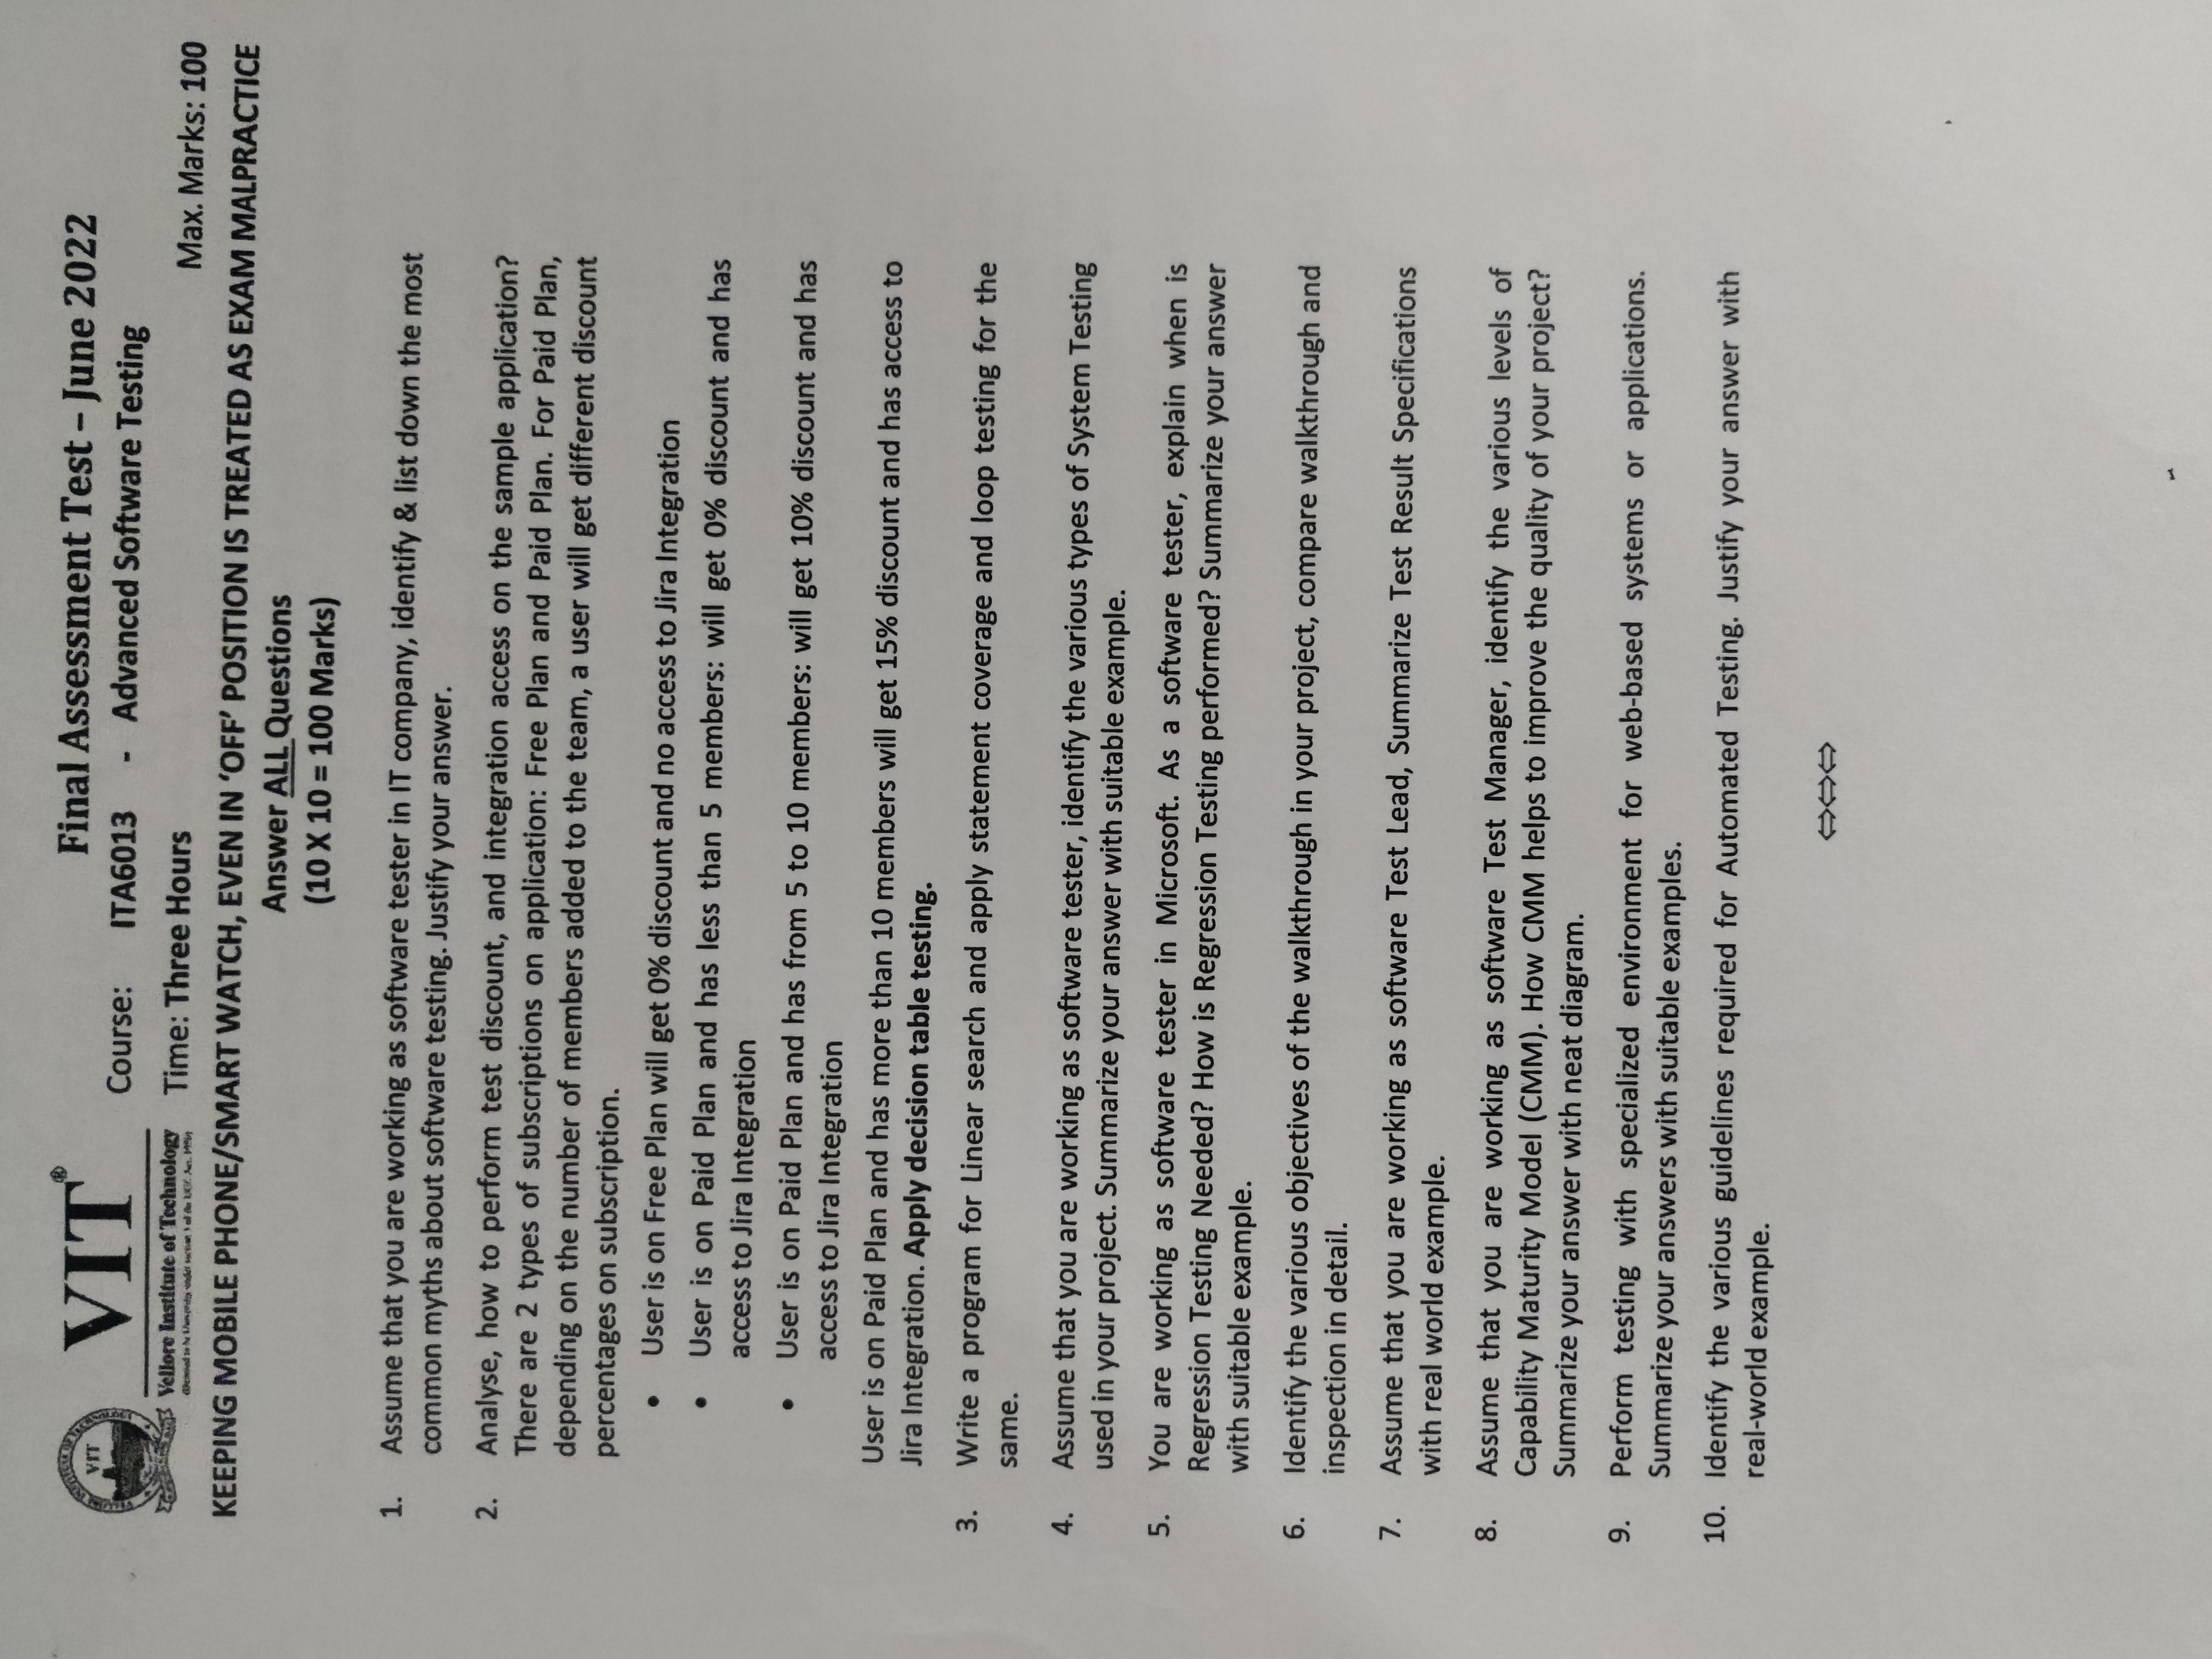 VIT®
Final Assessment Test – June 2022
Course: ITA6013 - Advanced Software Testing
Vellore Institute of Technology
(Deemed to be University under section 3 of the UGC Act, 1956)
Time: Three Hours
Max. Marks: 100
KEEPING MOBILE PHONE/SMART WATCH, EVEN IN ‘OFF’ POSITION IS TREATED AS EXAM MALPRACTICE
Answer ALL Questions
(10 X 10 = 100 Marks)
1. Assume that you are working as software tester in IT company, identify & list down the most
common myths about software testing. Justify your answer.
2. Analyse, how to perform test discount, and integration access on the sample application?
There are 2 types of subscriptions on application: Free Plan and Paid Plan. For Paid Plan,
depending on the number of members added to the team, a user will get different discount
percentages on subscription.
• User is on Free Plan will get 0% discount and no access to Jira Integration
• User is on Paid Plan and has less than 5 members: will get 0% discount and has
access to Jira Integration
• User is on Paid Plan and has from 5 to 10 members: will get 10% discount and has
access to Jira Integration
User is on Paid Plan and has more than 10 members will get 15% discount and has access to
Jira Integration. Apply decision table testing.
3. Write a program for Linear search and apply statement coverage and loop testing for the
same.
4. Assume that you are working as software tester, identify the various types of System Testing
used in your project. Summarize your answer with suitable example.
5. You are working as software tester in Microsoft. As a software tester, explain when is
Regression Testing Needed? How is Regression Testing performed? Summarize your answer
with suitable example.
6. Identify the various objectives of the walkthrough in your project, compare walkthrough and
inspection in detail.
7. Assume that you are working as software Test Lead, Summarize Test Result Specifications
with real world example.
8. Assume that you are working as software Test Manager, identify the various levels of
Capability Maturity Model (CMM). How CMM helps to improve the quality of your project?
Summarize your answer with neat diagram.
9. Perform testing with specialized environment for web-based systems or applications.
Summarize your answers with suitable examples.
10. Identify the various guidelines required for Automated Testing. Justify your answer with
real-world example.
⇔⇔⇔